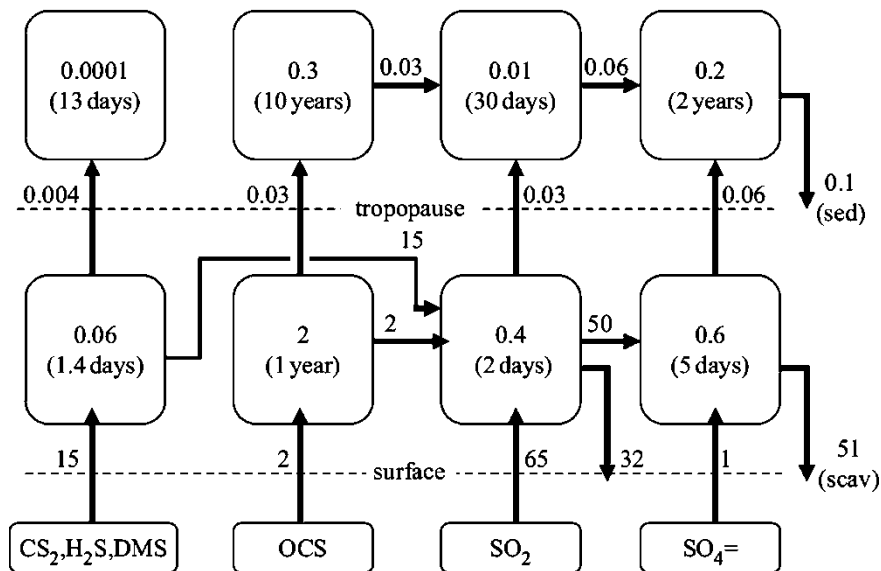 0.0001
(13 days)
0.3
(10 years)
0.03
0.01
(30 days)
0.06
0.2
(2 years)
0.004
0.03
tropopause
0.03
0.06
0.1
(sed)
15
0.06
(1.4 days)
2
(1 year)
2
0.4
(2 days)
50
0.6
(5 days)
15
2
surface
65
32
1
51
(scav)
CS₂,H₂S,DMS
OCS
SO₂
SO₄=